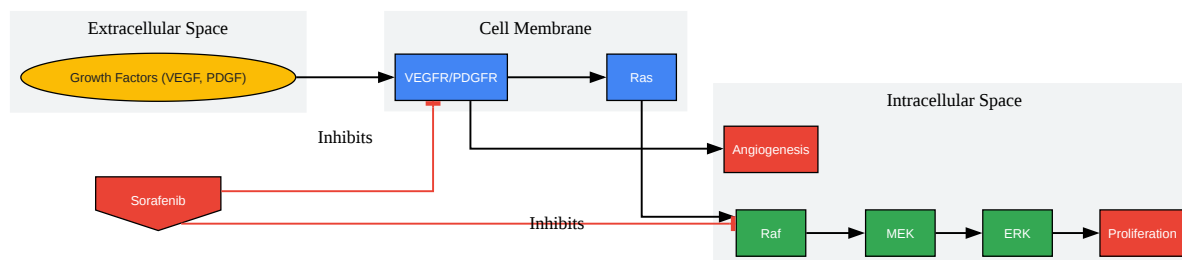 Extracellular Space
Cell Membrane
Growth Factors (VEGF, PDGF)
VEGFR/PDGFR
Ras
Intracellular Space
Inhibits
Angiogenesis
Sorafenib
Inhibits
Raf
MEK
ERK
Proliferation